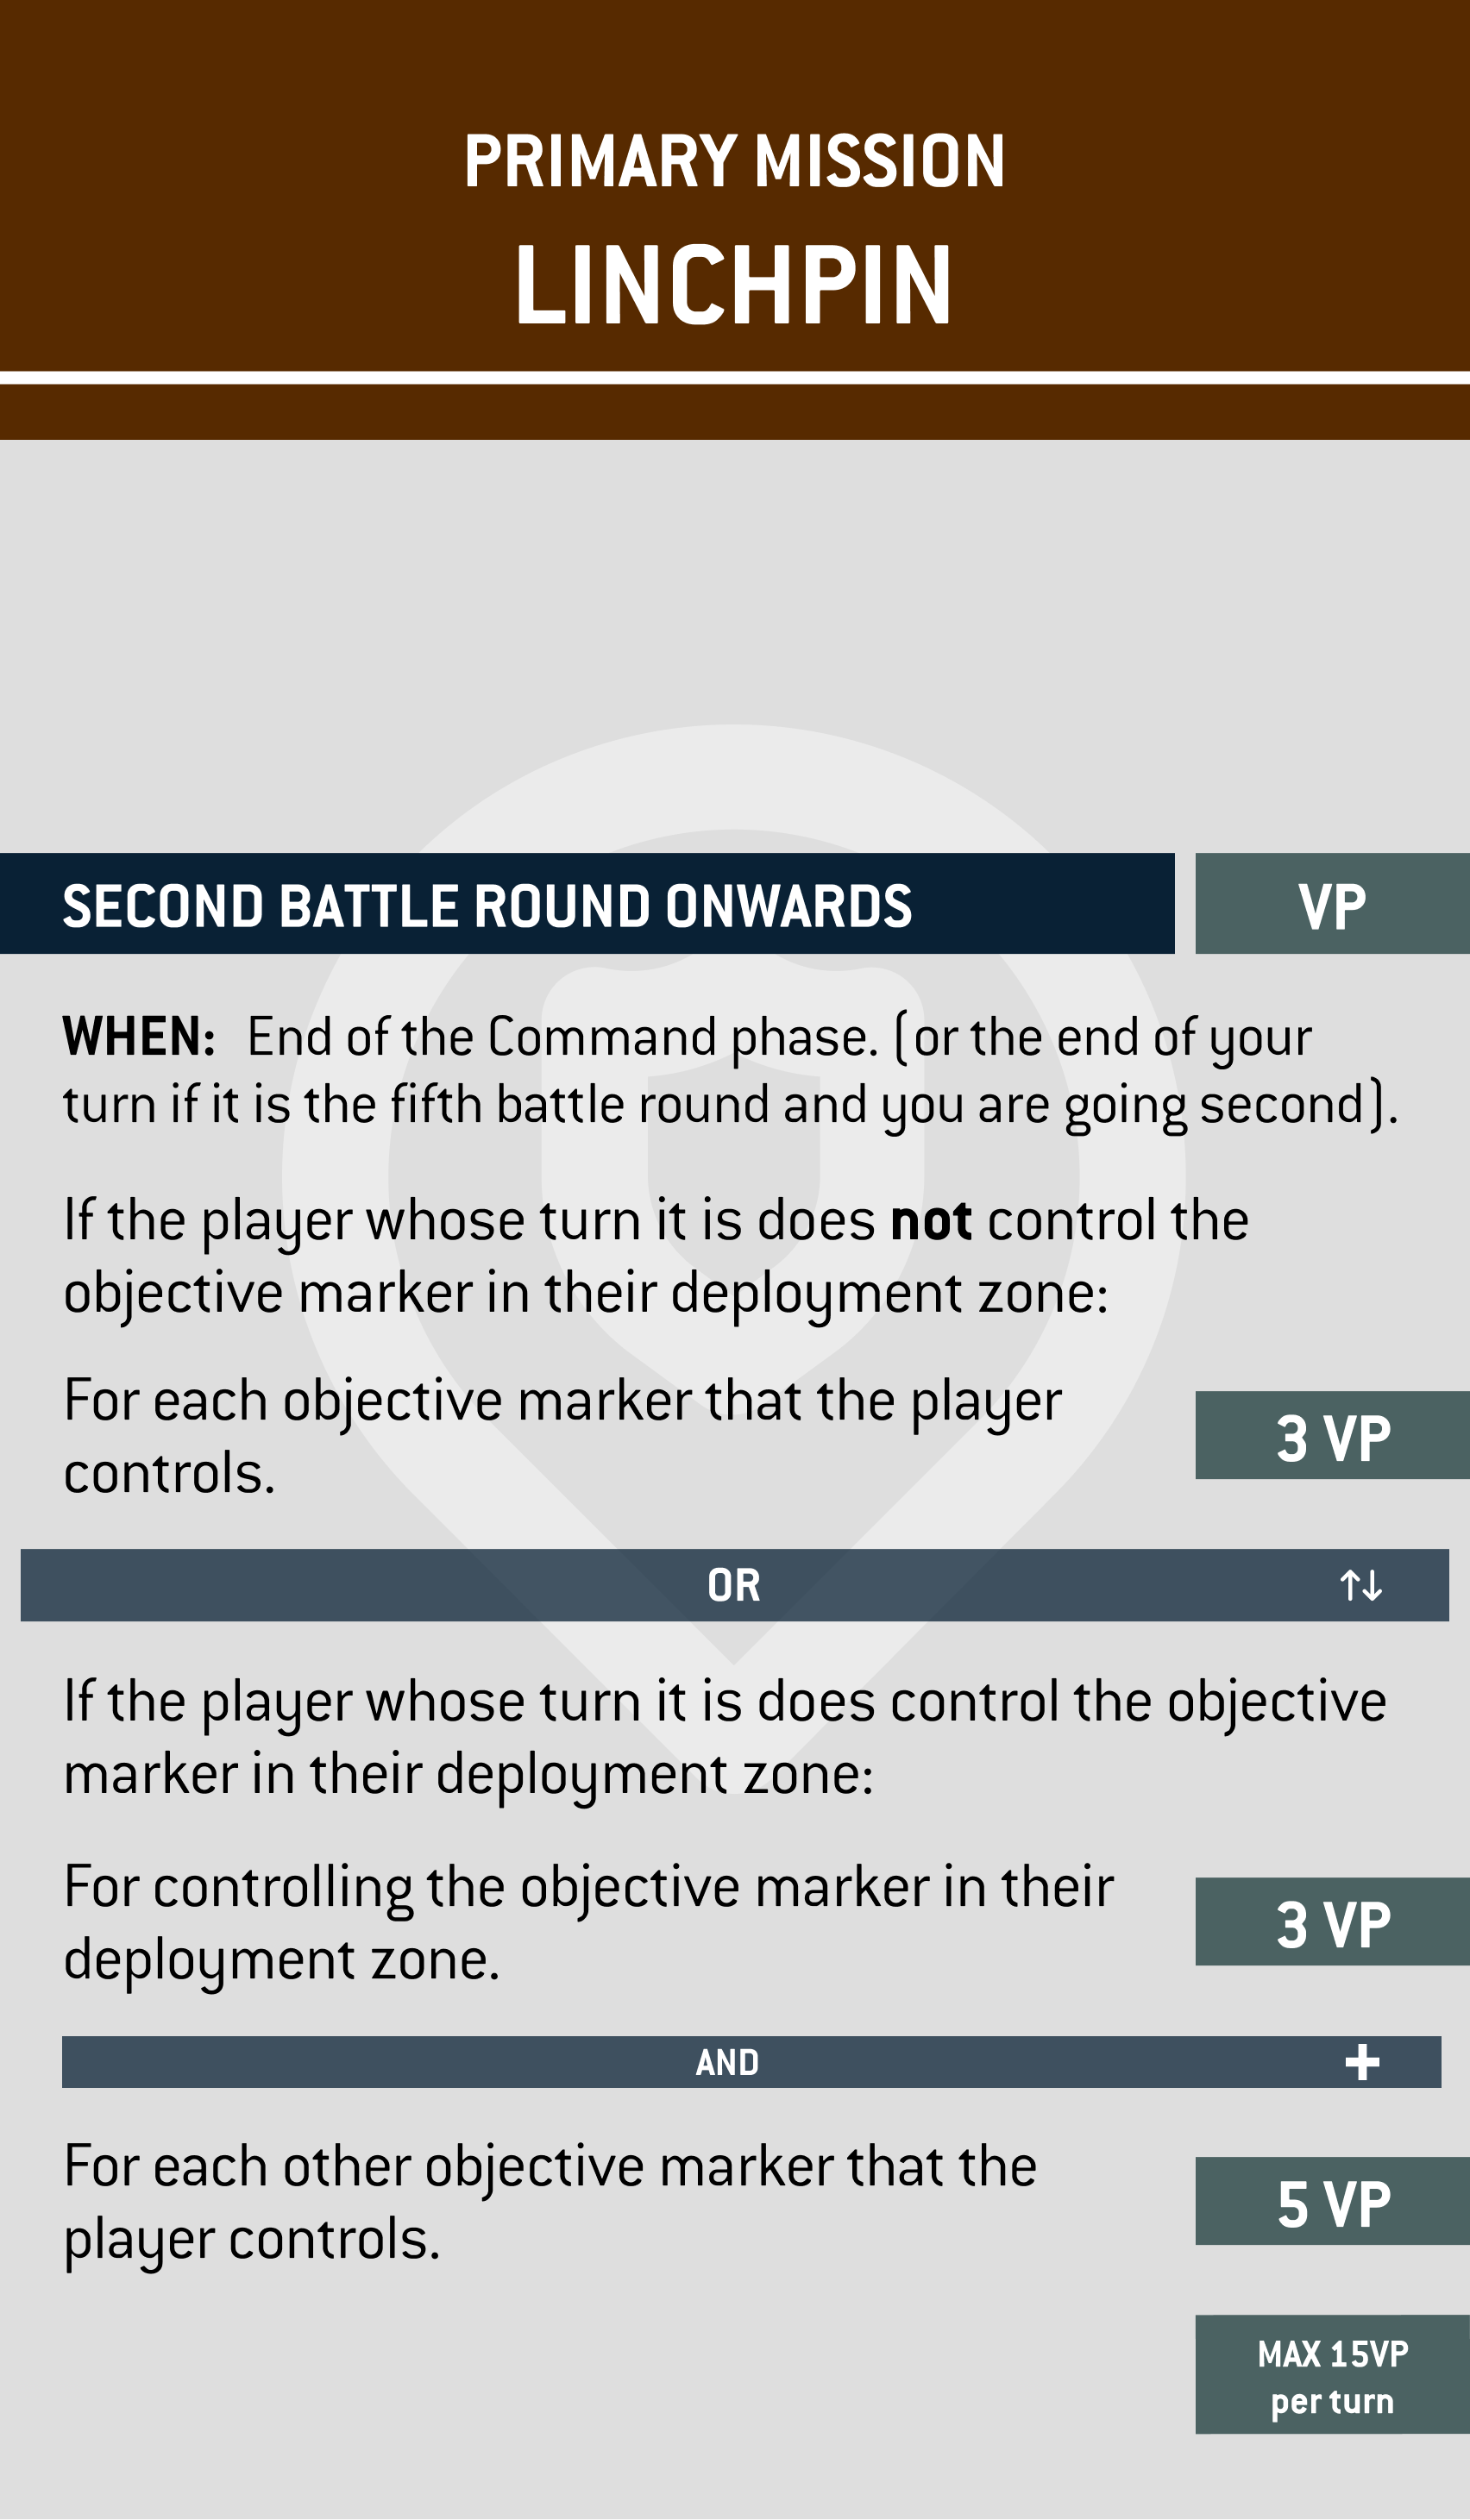 PRIMARY MISSION
LINCHPIN
SECOND BATTLE ROUND ONWARDS
VP
WHEN: End of the Command phase. (or the end of your
turn if it is the fifth battle round and you are going second).
If the player whose turn it is does not control the
objective marker in their deployment zone:
For each objective marker that the player
controls.
3 VP
OR ↑↓
If the player whose turn it is does control the objective
marker in their deployment zone:
For controlling the objective marker in their
deployment zone.
3 VP
AND +
For each other objective marker that the
player controls.
5 VP
MAX 15VP
per turn